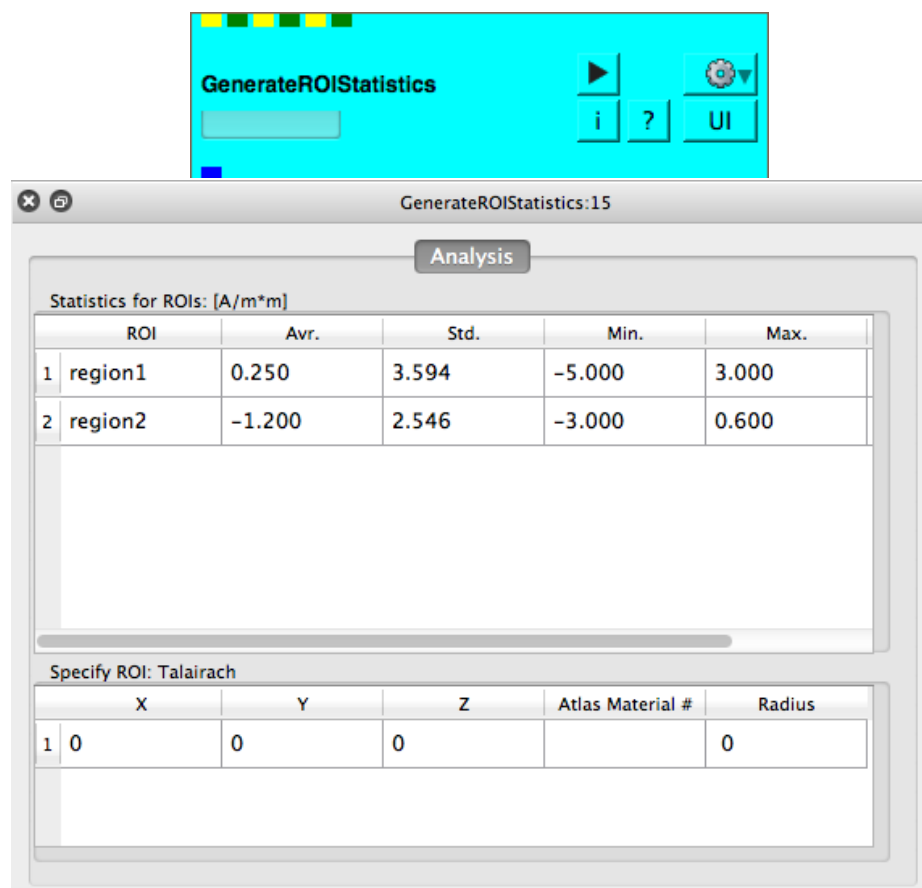 GenerateROIStatistics
i ? UI
GenerateROIStatistics:15
Analysis
Statistics for ROIs: [A/m*m]
ROI Avr. Std. Min. Max.
1 region1 0.250 3.594 -5.000 3.000
2 region2 -1.200 2.546 -3.000 0.600
Specify ROI: Talairach
X Y Z Atlas Material # Radius
1 0 0 0 0